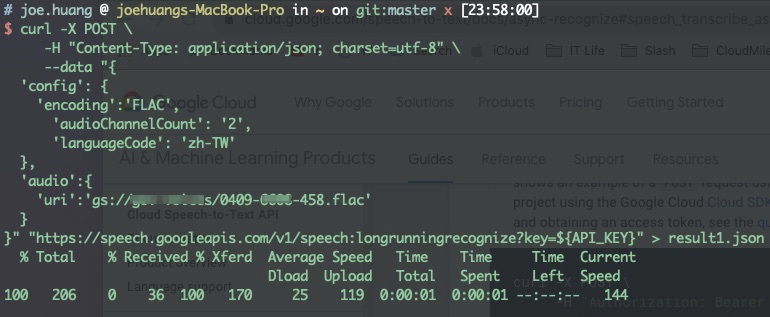 # joe.huang @ joehuangs-MacBook-Pro in ~ on git:master x [23:58:00]
cloud.google.com/speech-to-text/docs/async-recognize#speech_transcribe_as
$ curl -X POST \
-H "Content-Type: application/json; charset=utf-8" \
iCloud IT Life Slash CloudMile
--data "{
'config': {
'encoding':'FLAC',
Google Cloud Why Google Solutions Products Pricing Getting Started
'audioChannelCount': '2',
'languageCode': 'zh-TW'
},
AI & Machine Learning Products Guides Reference Support Resources
'audio':{
shows an example of a POST request using
'uri':'gs://s/0409-458.flac'
project using the Google Cloud Cloud SDK
Cloud Speech-to-Text API
}
and obtaining an access token, see the qu
}" "https://speech.googleapis.com/v1/speech:longrunningrecognize?key=${API_KEY}" > result1.json
% Total % Received % Xferd Average Speed Time Time Time Current
Product overview
Dload Upload Total Spent Left Speed
Language support
curl -X POST \
100 206 0 36 100 170 25 119 0:00:01 0:00:01 --:--:-- 144
-H "Authorization: Bearer